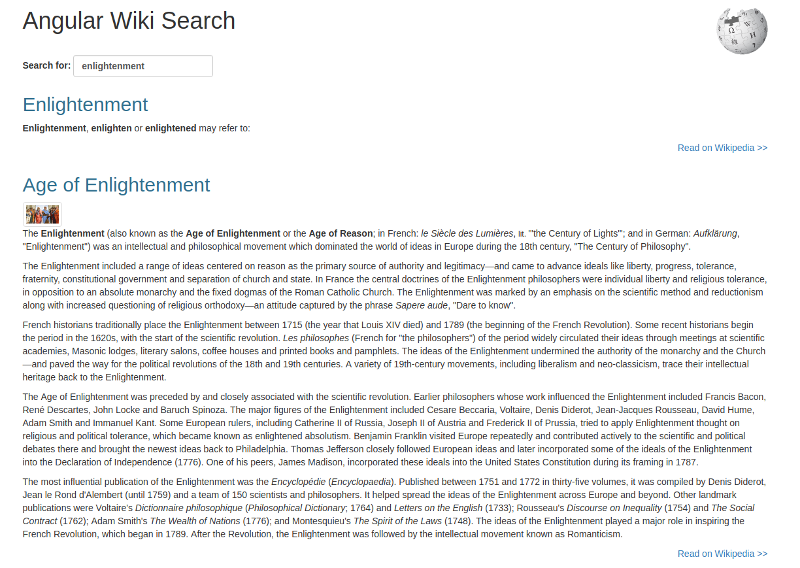 Angular Wiki Search
Search for: enlightenment
Enlightenment
Enlightenment, enlighten or enlightened may refer to:
Read on Wikipedia >>
Age of Enlightenment
The Enlightenment (also known as the Age of Enlightenment or the Age of Reason; in French: le Siècle des Lumières, lit. '"the Century of Lights"'; and in German: Aufklärung,
"Enlightenment") was an intellectual and philosophical movement which dominated the world of ideas in Europe during the 18th century, "The Century of Philosophy".
The Enlightenment included a range of ideas centered on reason as the primary source of authority and legitimacy—and came to advance ideals like liberty, progress, tolerance,
fraternity, constitutional government and separation of church and state. In France the central doctrines of the Enlightenment philosophers were individual liberty and religious tolerance,
in opposition to an absolute monarchy and the fixed dogmas of the Roman Catholic Church. The Enlightenment was marked by an emphasis on the scientific method and reductionism
along with increased questioning of religious orthodoxy—an attitude captured by the phrase Sapere aude, "Dare to know".
French historians traditionally place the Enlightenment between 1715 (the year that Louis XIV died) and 1789 (the beginning of the French Revolution). Some recent historians begin
the period in the 1620s, with the start of the scientific revolution. Les philosophes (French for "the philosophers") of the period widely circulated their ideas through meetings at scientific
academies, Masonic lodges, literary salons, coffee houses and printed books and pamphlets. The ideas of the Enlightenment undermined the authority of the monarchy and the Church
—and paved the way for the political revolutions of the 18th and 19th centuries. A variety of 19th-century movements, including liberalism and neo-classicism, trace their intellectual
heritage back to the Enlightenment.
The Age of Enlightenment was preceded by and closely associated with the scientific revolution. Earlier philosophers whose work influenced the Enlightenment included Francis Bacon,
René Descartes, John Locke and Baruch Spinoza. The major figures of the Enlightenment included Cesare Beccaria, Voltaire, Denis Diderot, Jean-Jacques Rousseau, David Hume,
Adam Smith and Immanuel Kant. Some European rulers, including Catherine II of Russia, Joseph II of Austria and Frederick II of Prussia, tried to apply Enlightenment thought on
religious and political tolerance, which became known as enlightened absolutism. Benjamin Franklin visited Europe repeatedly and contributed actively to the scientific and political
debates there and brought the newest ideas back to Philadelphia. Thomas Jefferson closely followed European ideas and later incorporated some of the ideals of the Enlightenment
into the Declaration of Independence (1776). One of his peers, James Madison, incorporated these ideals into the United States Constitution during its framing in 1787.
The most influential publication of the Enlightenment was the Encyclopédie (Encyclopaedia). Published between 1751 and 1772 in thirty-five volumes, it was compiled by Denis Diderot,
Jean le Rond d'Alembert (until 1759) and a team of 150 scientists and philosophers. It helped spread the ideas of the Enlightenment across Europe and beyond. Other landmark
publications were Voltaire's Dictionnaire philosophique (Philosophical Dictionary; 1764) and Letters on the English (1733); Rousseau's Discourse on Inequality (1754) and The Social
Contract (1762); Adam Smith's The Wealth of Nations (1776); and Montesquieu's The Spirit of the Laws (1748). The ideas of the Enlightenment played a major role in inspiring the
French Revolution, which began in 1789. After the Revolution, the Enlightenment was followed by the intellectual movement known as Romanticism.
Read on Wikipedia >>